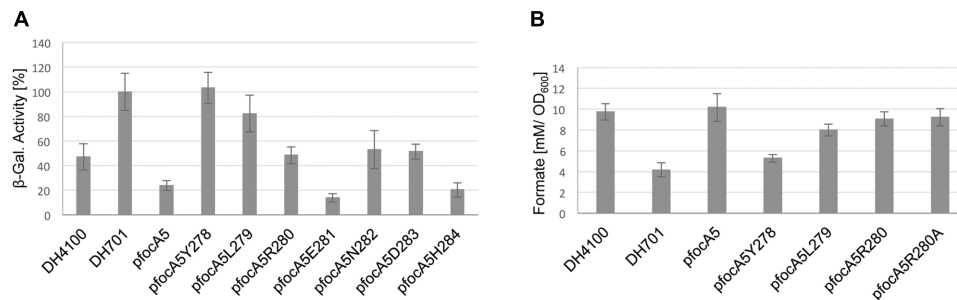 A
β-Gal. Activity [%]
140
120
100
80
60
40
20
0
DH4100
DH701
pfocA5
pfocA5Y278
pfocA5L279
pfocA5R280
pfocA5E281
pfocA5N282
pfocA5D283
pfocA5H284
B
Formate [mM/ OD600]
14
12
10
8
6
4
2
0
DH4100
DH701
pfocA5
pfocA5Y278
pfocA5L279
pfocA5R280
pfocA5R280A